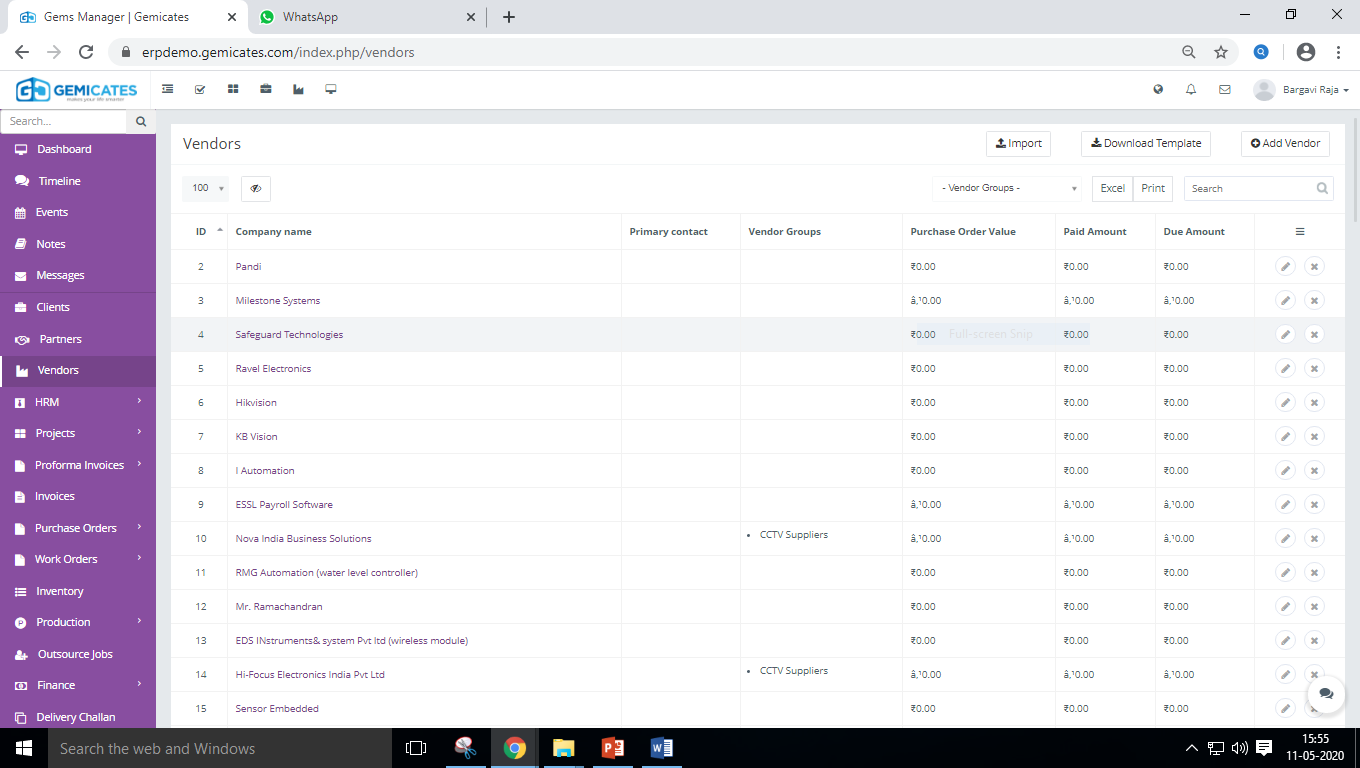 Gems Manager | Gemicates
WhatsApp
erpdemo.gemicates.com/index.php/vendors
GEMICATES
makes your life smarter
Bargavi Raja
Search...
Dashboard
Timeline
Events
Notes
Messages
Clients
Partners
Vendors
HRM
Projects
Proforma Invoices
Invoices
Purchase Orders
Work Orders
Inventory
Production
Outsource Jobs
Finance
Delivery Challan
Vendors
Import
Download Template
Add Vendor
100
- Vendor Groups -
Excel
Print
Search
ID Company name Primary contact Vendor Groups Purchase Order Value Paid Amount Due Amount
2 Pandi ₹0.00 ₹0.00 ₹0.00
3 Milestone Systems â‚¹0.00 â‚¹0.00 â‚¹0.00
4 Safeguard Technologies ₹0.00 Full-screen Snip ₹0.00 ₹0.00
5 Ravel Electronics ₹0.00 ₹0.00 ₹0.00
6 Hikvision ₹0.00 ₹0.00 ₹0.00
7 KB Vision ₹0.00 ₹0.00 ₹0.00
8 I Automation ₹0.00 ₹0.00 ₹0.00
9 ESSL Payroll Software â‚¹0.00 â‚¹0.00 â‚¹0.00
10 Nova India Business Solutions • CCTV Suppliers â‚¹0.00 â‚¹0.00 â‚¹0.00
11 RMG Automation (water level controller) ₹0.00 ₹0.00 ₹0.00
12 Mr. Ramachandran ₹0.00 ₹0.00 ₹0.00
13 EDS INstruments& system Pvt ltd (wireless module) ₹0.00 ₹0.00 ₹0.00
14 Hi-Focus Electronics India Pvt Ltd • CCTV Suppliers â‚¹0.00 â‚¹0.00 â‚¹0.00
15 Sensor Embedded ₹0.00 ₹0.00 ₹0.00
Search the web and Windows
15:55
11-05-2020